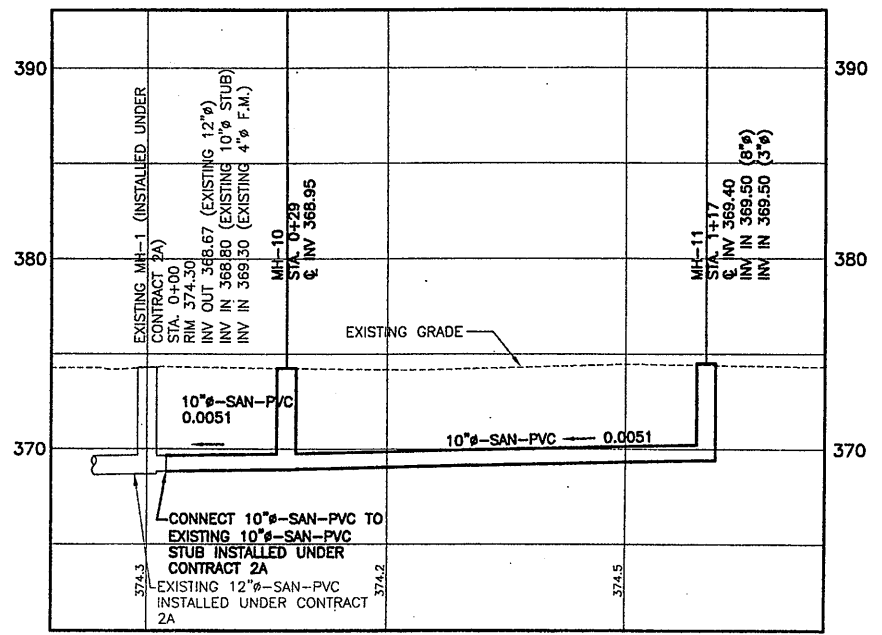 390
390
EXISTING MH-1 (INSTALLED UNDER
CONTRACT 2A)
STA. 0+00
RIM 374.30
INV OUT 368.67 (EXISTING 12"ø)
INV IN 368.80 (EXISTING 10"ø STUB)
INV IN 369.30 (EXISTING 4"ø F.M.)
MH-10
STA. 0+29
℄ INV 368.95
MH-11
STA. 1+17
℄ INV 369.40
INV IN 369.50 (8"ø)
INV IN 369.50 (3"ø)
380
380
EXISTING GRADE
10"ø-SAN-PVC
0.0051
10"ø-SAN-PVC 0.0051
370
370
CONNECT 10"ø-SAN-PVC TO
EXISTING 10"ø-SAN-PVC
STUB INSTALLED UNDER
CONTRACT 2A
EXISTING 12"ø-SAN-PVC
INSTALLED UNDER CONTRACT
2A
374.3
374.2
374.5